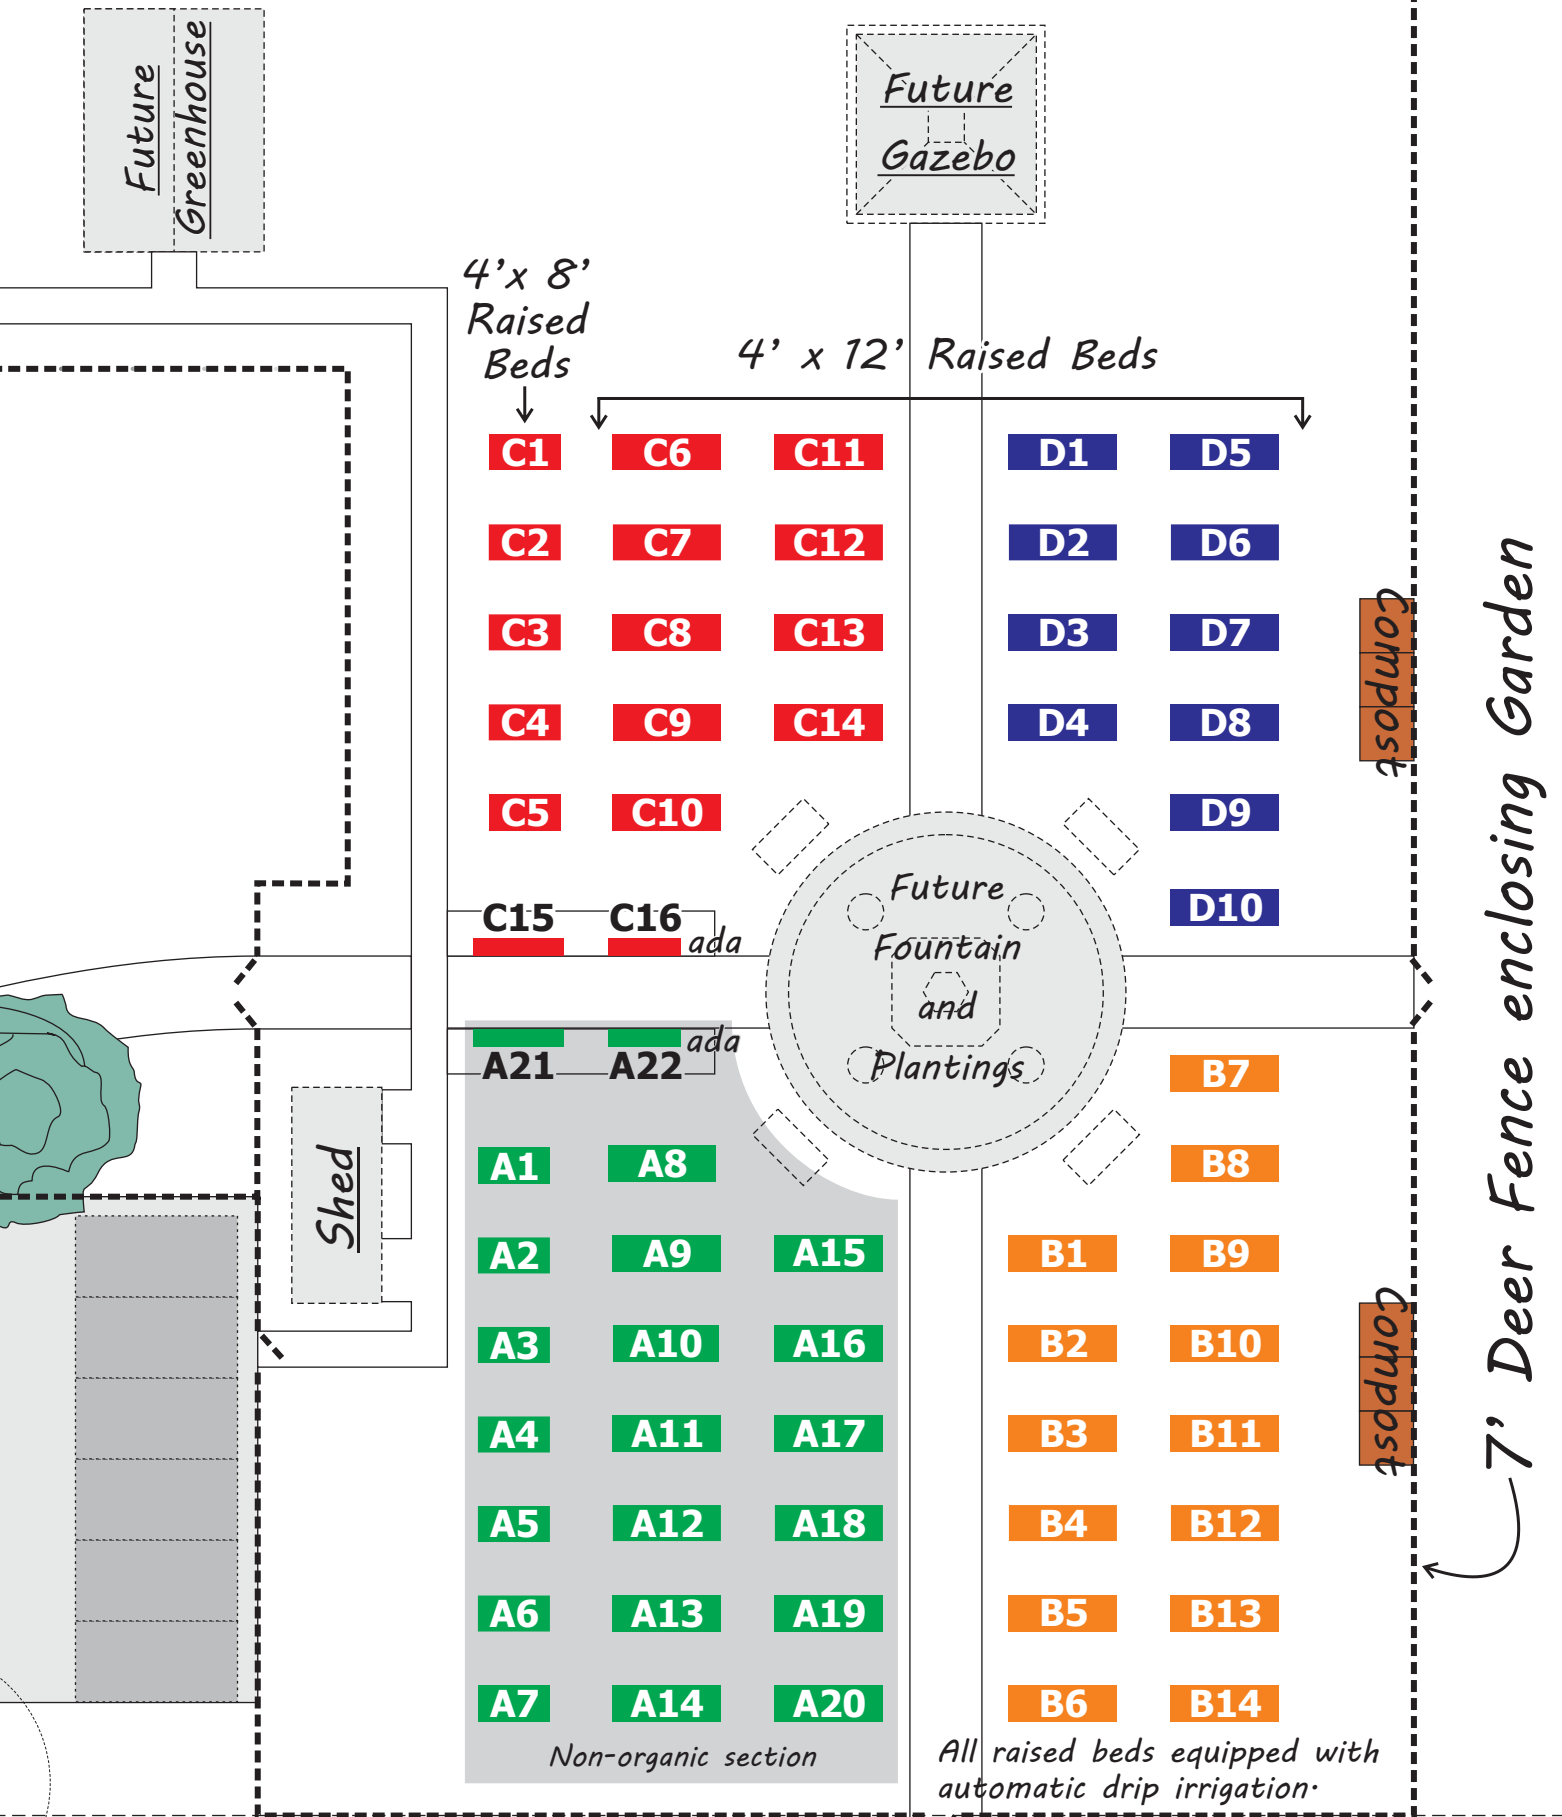 Future
Greenhouse
Future
Gazebo
4'x 8'
Raised
Beds
4' x 12' Raised Beds
C1 C6 C11 D1 D5
C2 C7 C12 D2 D6
C3 C8 C13 D3 D7
C4 C9 C14 D4 D8
C5 C10 D9
C15 C16 ada D10
Compost
Future
Fountain
and
Plantings
A21 A22 ada B7
A1 A8 B8
A2 A9 A15 B1 B9
A3 A10 A16 B2 B10
A4 A11 A17 B3 B11
A5 A12 A18 B4 B12
A6 A13 A19 B5 B13
A7 A14 A20 B6 B14
Shed
Compost
7' Deer Fence enclosing Garden
Non-organic section
All raised beds equipped with
automatic drip irrigation.